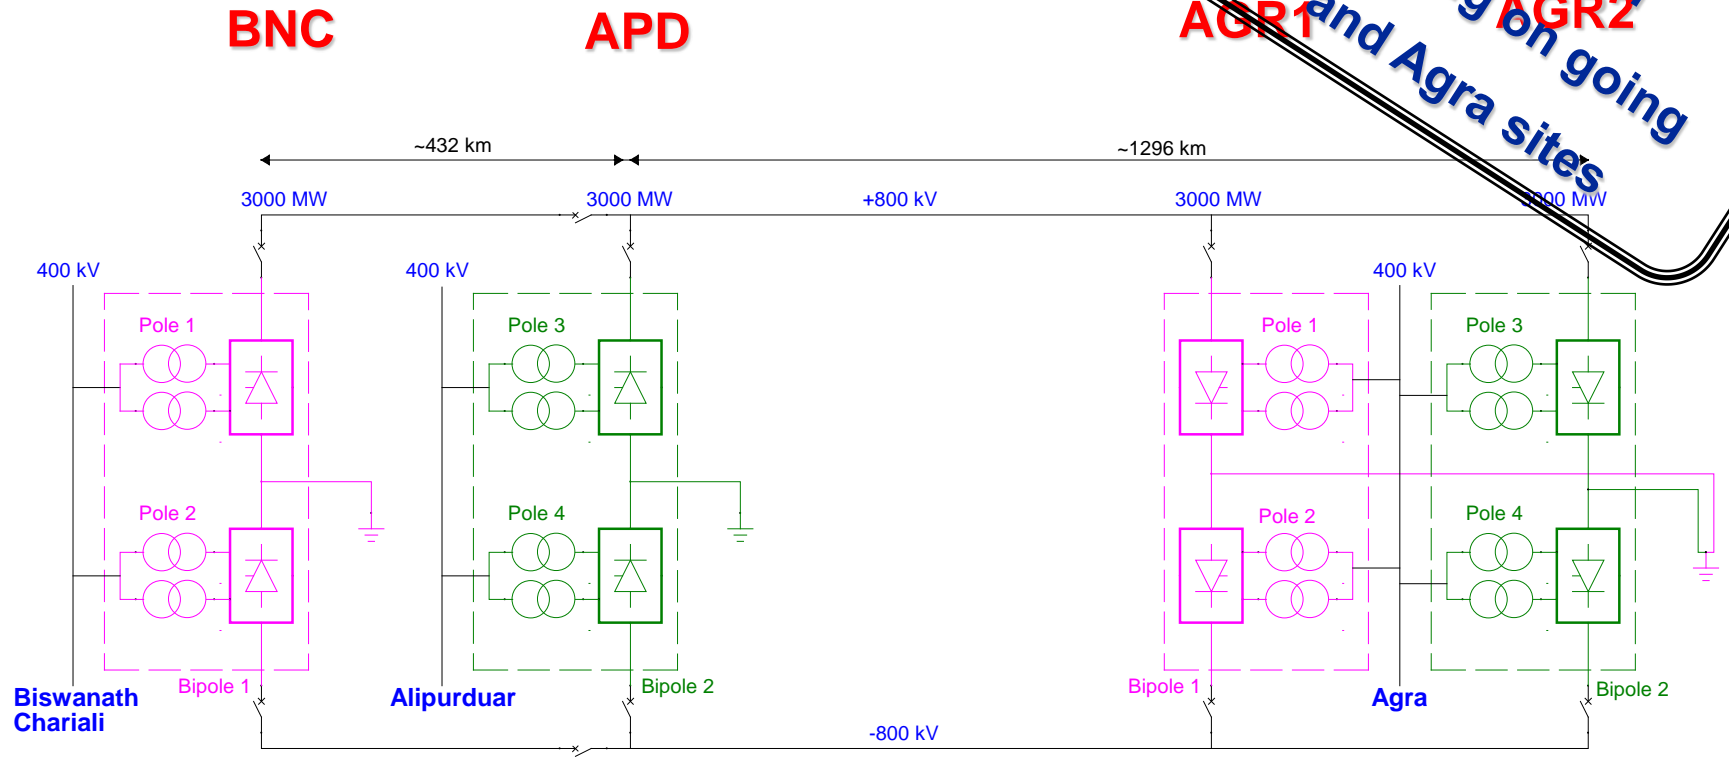 BNC APD AGR1 AGR2
on going
and Agra sites
~432 km ~1296 km
3000 MW 3000 MW +800 kV 3000 MW 3000 MW
400 kV 400 kV 400 kV
Pole 1 Pole 3 Pole 1 Pole 3
Pole 2 Pole 4 Pole 2 Pole 4
Bipole 1 Bipole 2 Bipole 1 Bipole 2
Biswanath
Chariali
Alipurduar
Agra
-800 kV